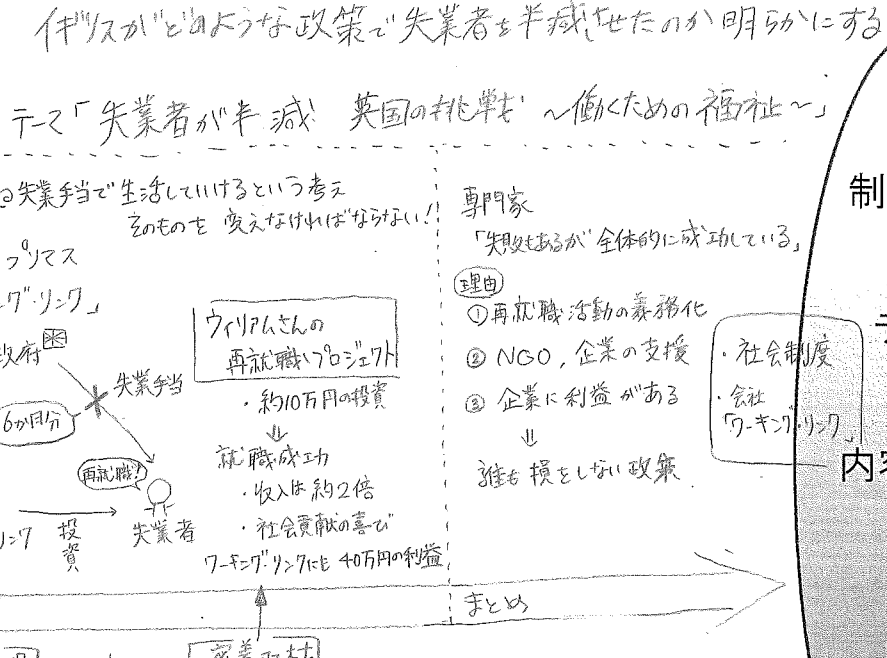 イギリスがどのような政策で失業者を半減させたのか明らかにする
テーマ「失業者が半減 英国の挑戦 ～働くための福祉～」
失業手当で生活していけるという考え
そのものを変えなければならない!
プリマス
グ・リンク」
政府
失業手当
6か月分
再就職!
失業者
リンク
投資
ウィリアムさんの
再就職プロジェクト
・約10万円の投資
⇓
就職成功
・収入は約2倍
・社会貢献の喜び
ワーキング・リンクにも40万円の利益
専門家
「失敗もあるが全体的に成功している」
理由
①再就職活動の義務化
②NGO、企業の支援
③企業に利益がある
⇓
誰も損をしない政策
・社会制度
・会社
「ワーキング・リンク」
まとめ
制
内容